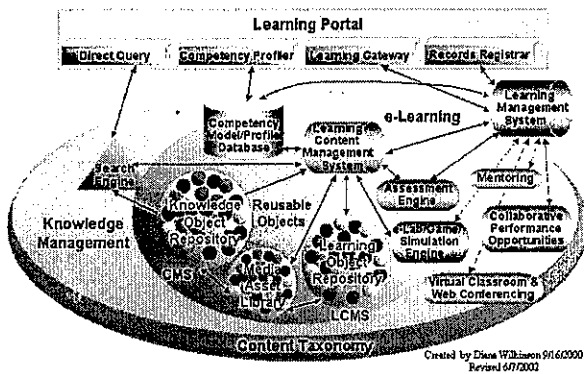 Learning Portal
Direct Query
Competency Profiler
Learning Gateway
Records Registrar
Learning
Management
System
e-Learning
Competency
Model/Profile
Database
Learning
Content
Management
System
Search
Engine
Mentoring
Assessment
Engine
Knowledge
Object
Repository
Reusable
Objects
Knowledge
Management
Collaborative
Performance
Opportunities
e-Lab/Game/
Simulation
Engine
Learning
Object
Repository
CMS
Media
(Asset
Library)
Virtual Classroom &
Web Conferencing
LCMS
Content Taxonomy
Created by Diane Wilkinson 9/16/2000
Revised 6/7/2002